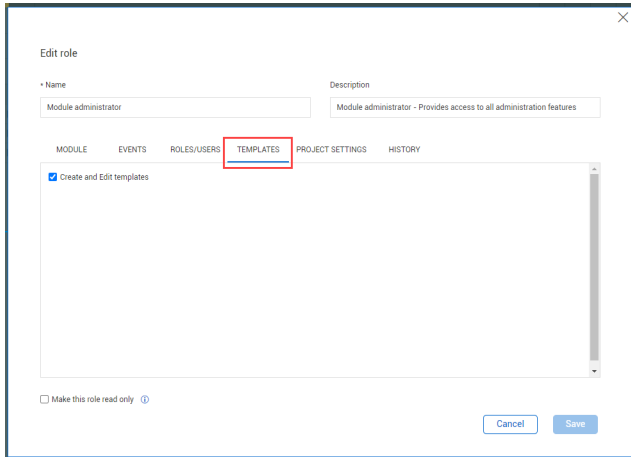 Edit role
• Name
Description
Module administrator
Module administrator - Provides access to all administration features
MODULE EVENTS ROLES/USERS TEMPLATES PROJECT SETTINGS HISTORY
Create and Edit templates
Make this role read only
Cancel Save